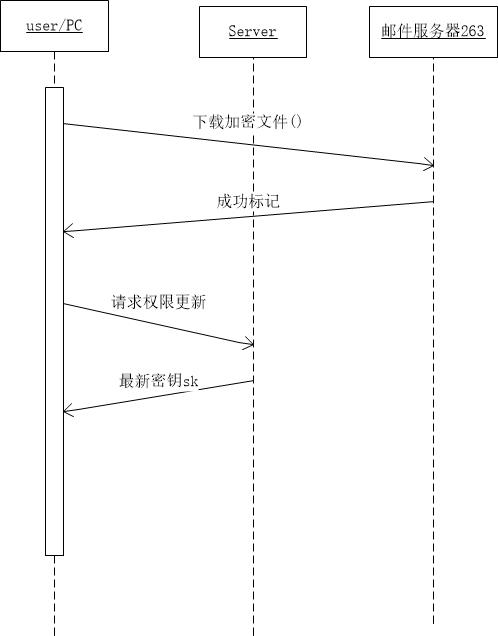 user/PC
Server
邮件服务器263
下载加密文件()
成功标记
请求权限更新
最新密钥sk